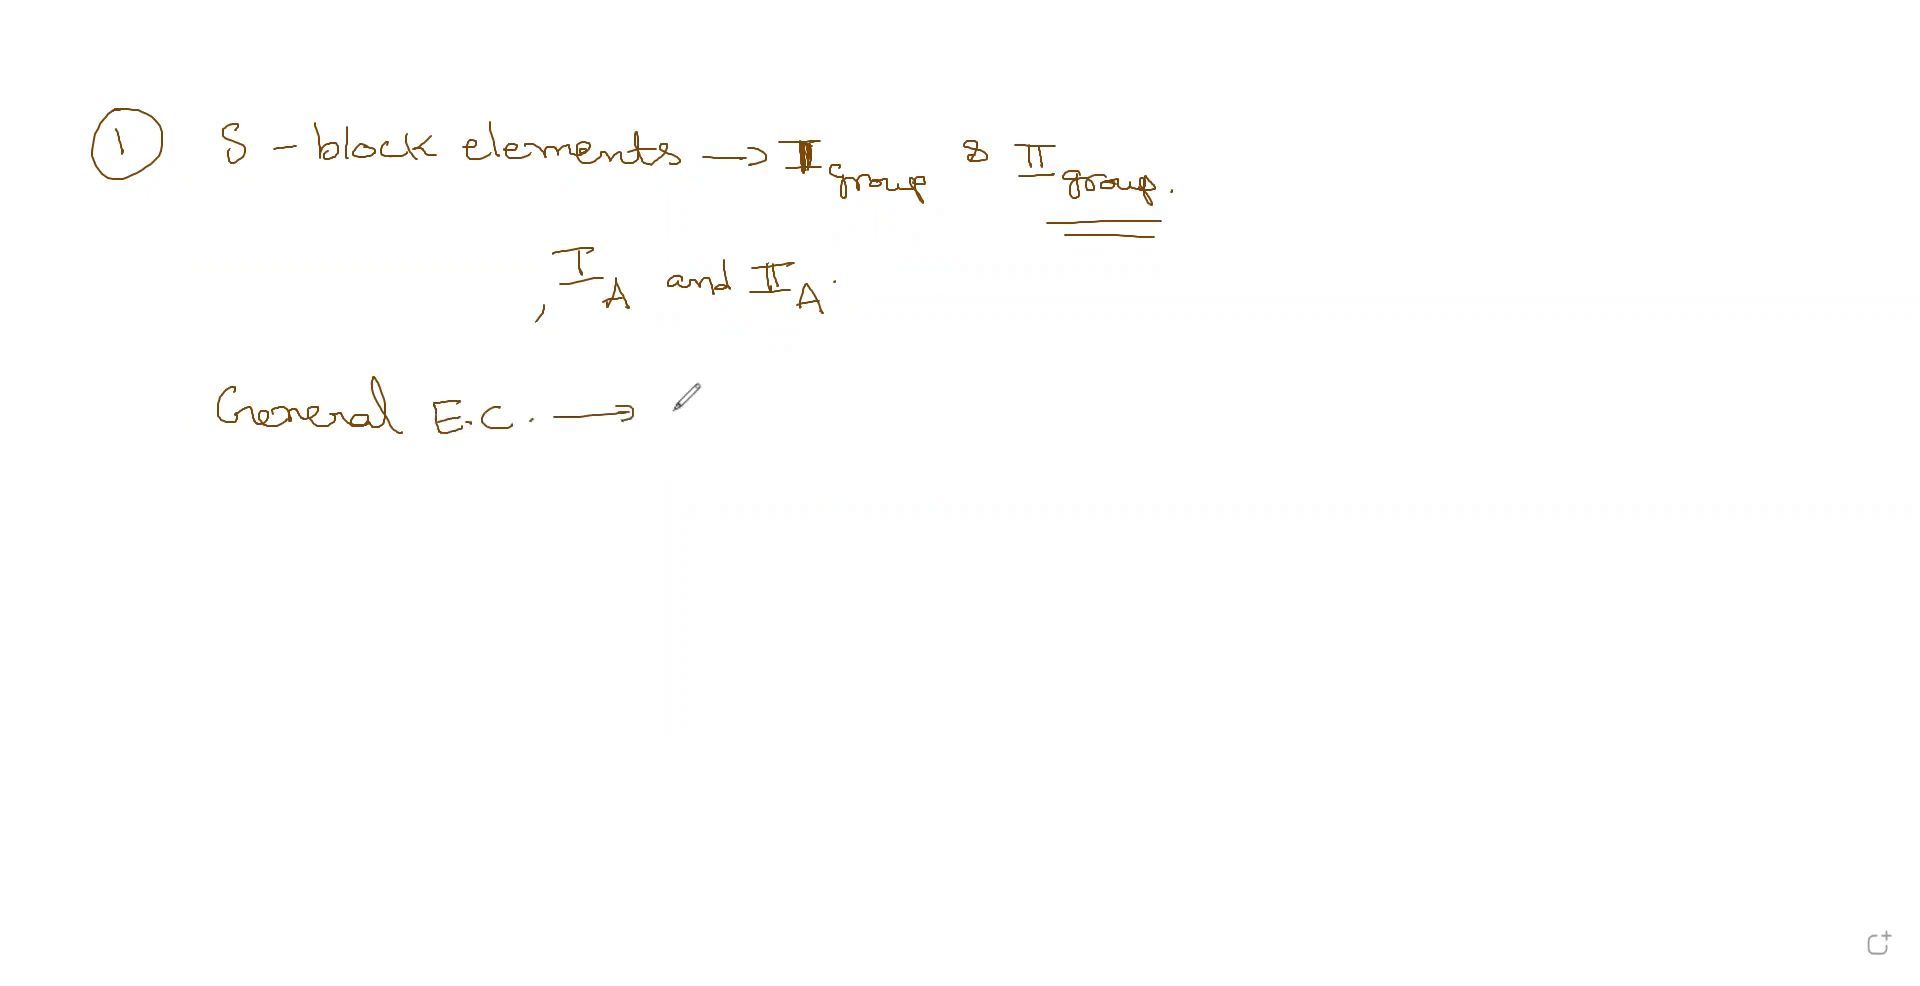 1 S - block elements → I group & II group.
, I A and II A.
General E.C. →